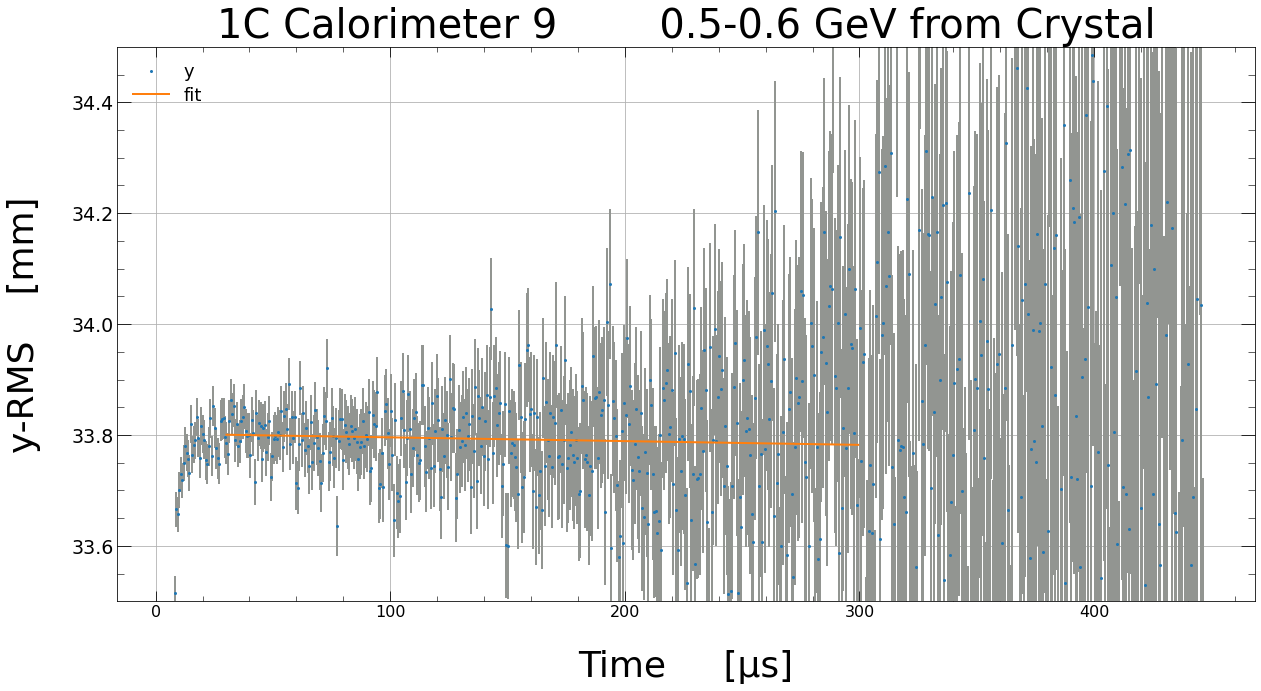 1C Calorimeter 9 0.5-0.6 GeV from Crystal
y
fit
34.4
34.2
34.0
33.8
33.6
y-RMS [mm]
0 100 200 300 400
Time [μs]